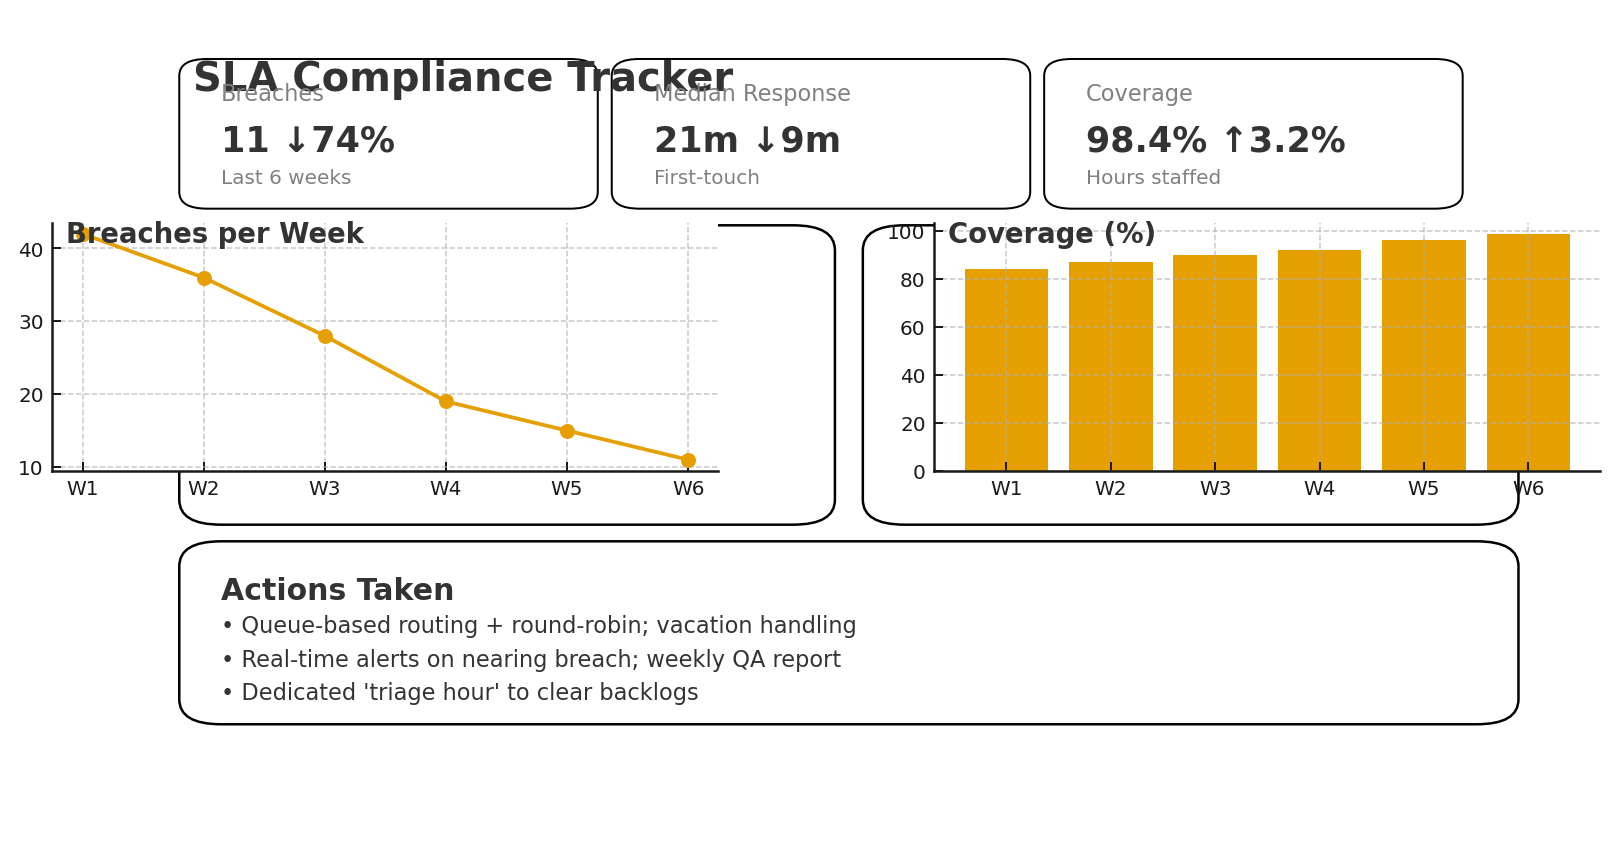 SLA Compliance Tracker
Breaches
11 ↓74%
Last 6 weeks
Median Response
21m ↓9m
First-touch
Coverage
98.4% ↑3.2%
Hours staffed
Breaches per Week
40
30
20
10
W1 W2 W3 W4 W5 W6
Coverage (%)
100
80
60
40
20
0
W1 W2 W3 W4 W5 W6
Actions Taken
• Queue-based routing + round-robin; vacation handling
• Real-time alerts on nearing breach; weekly QA report
• Dedicated 'triage hour' to clear backlogs